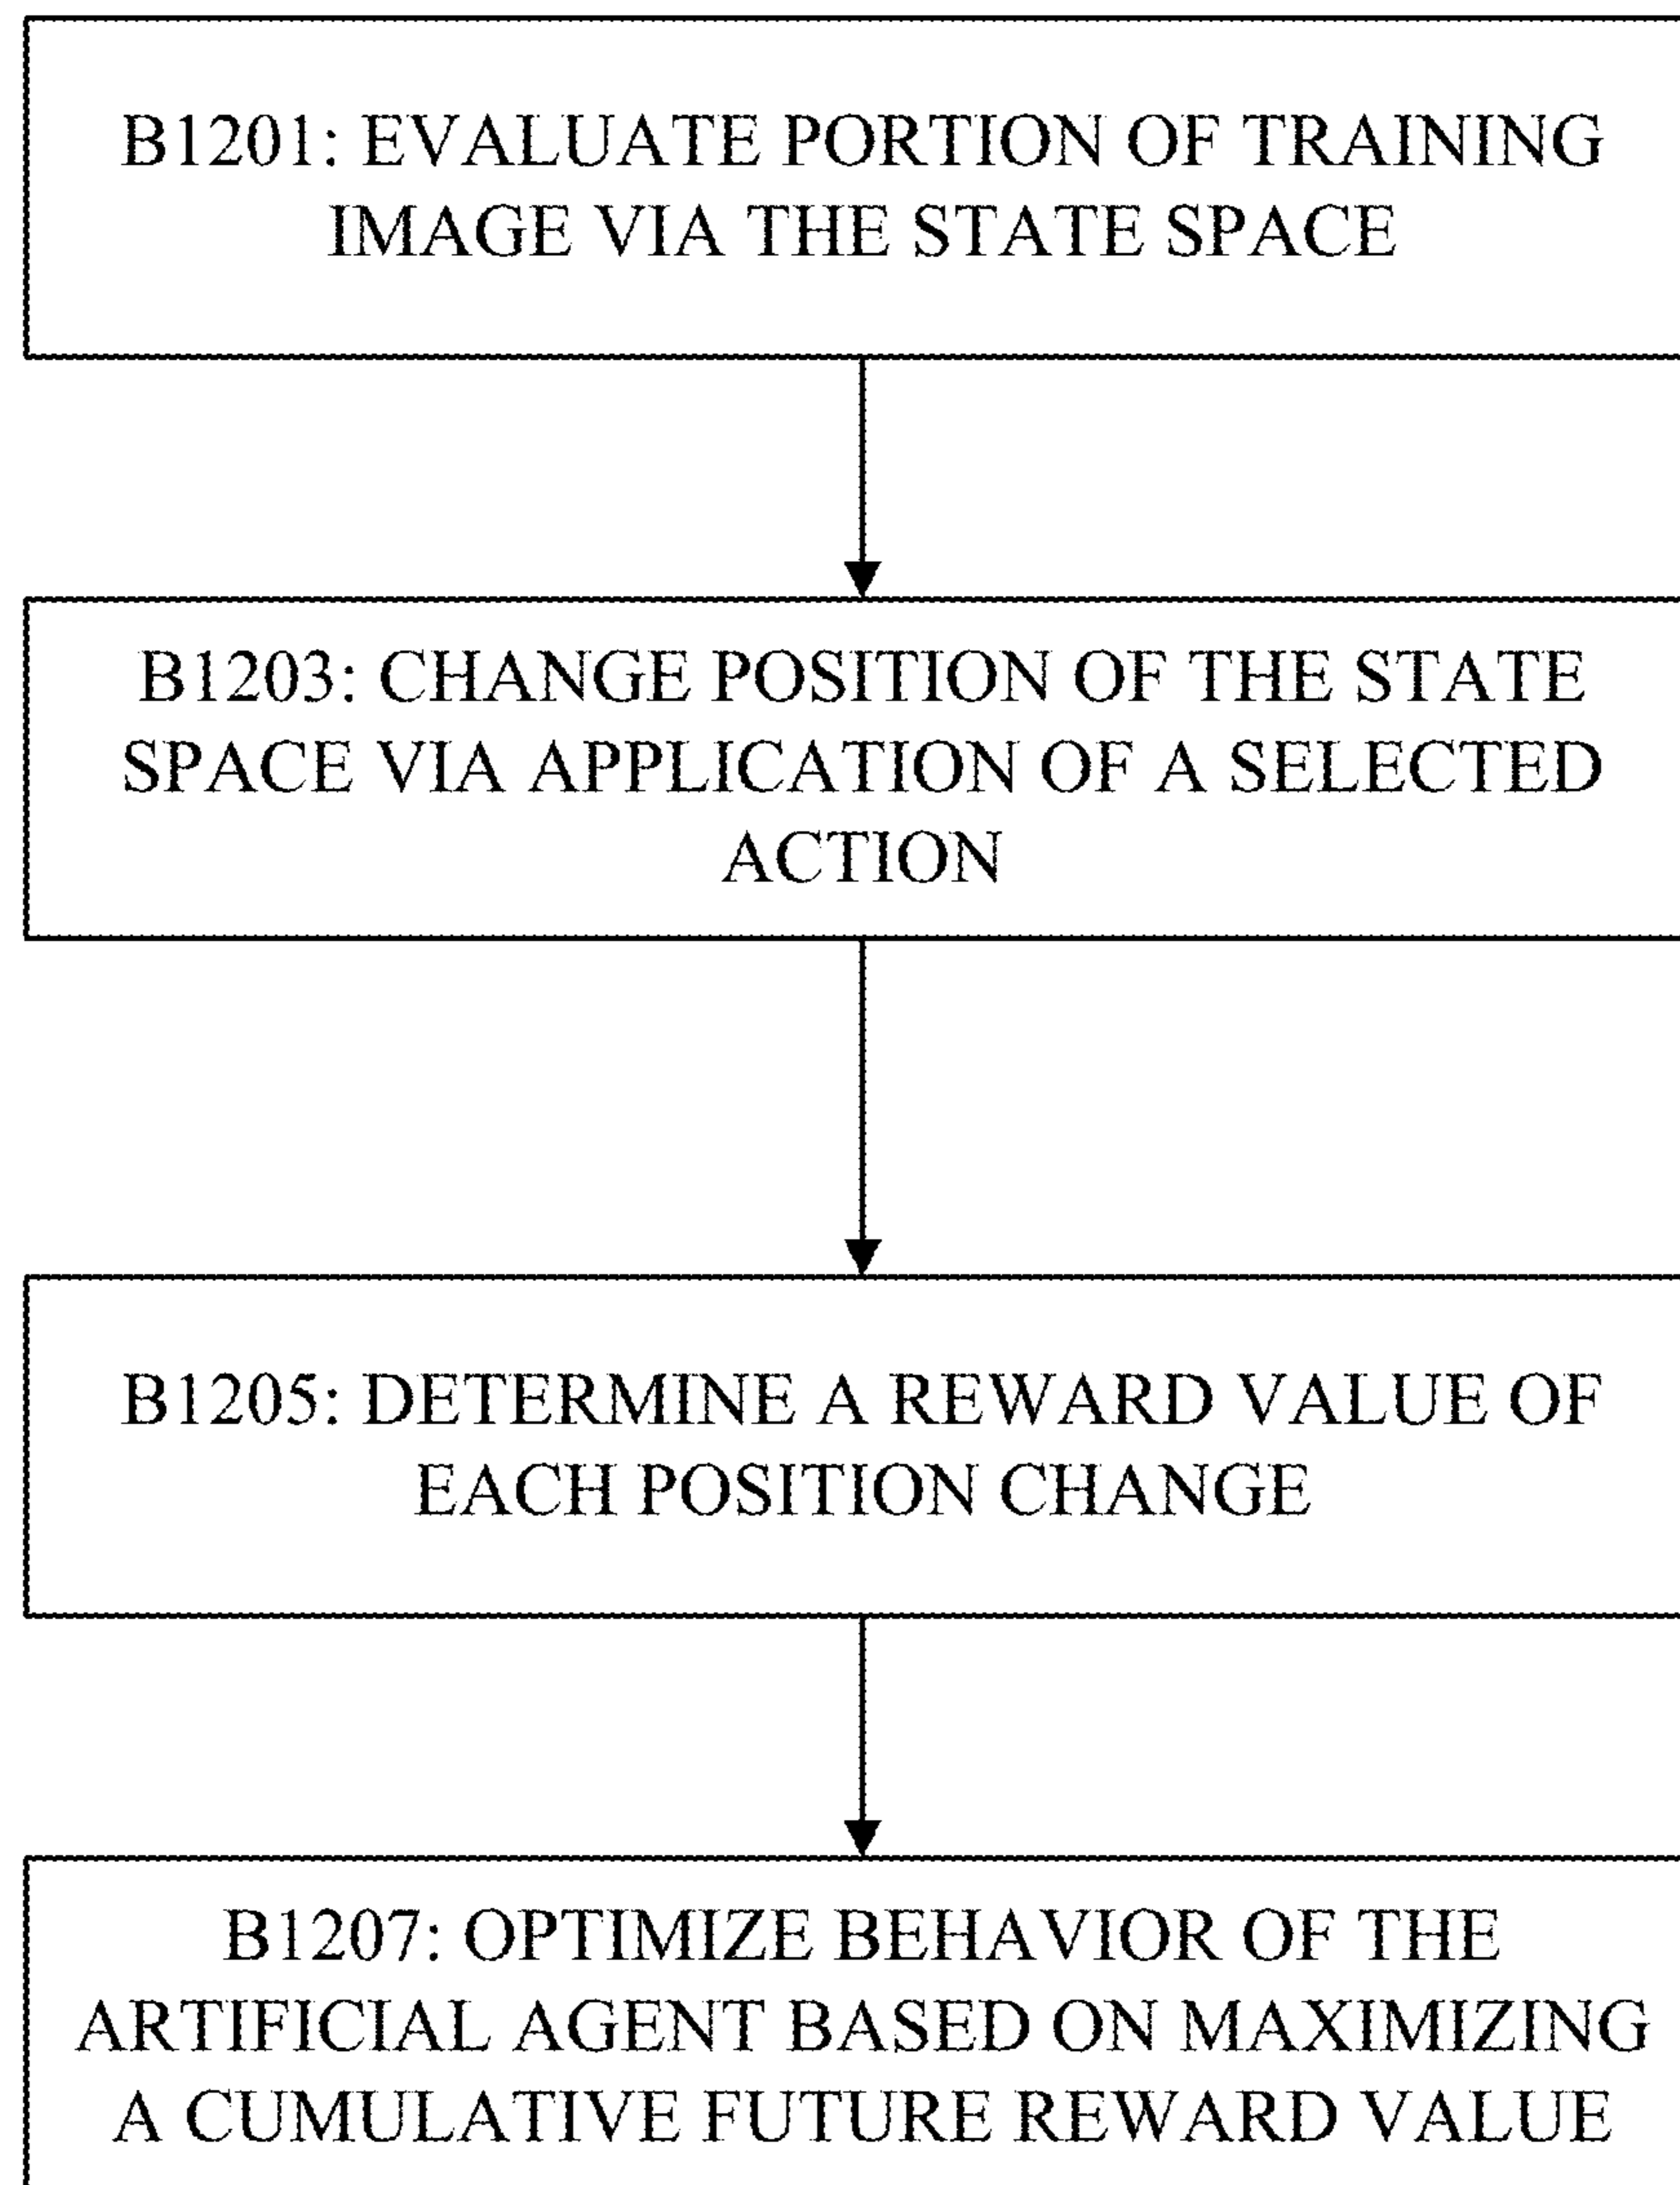 B1201: EVALUATE PORTION OF TRAINING
IMAGE VIA THE STATE SPACE
B1203: CHANGE POSITION OF THE STATE
SPACE VIA APPLICATION OF A SELECTED
ACTION
B1205: DETERMINE A REWARD VALUE OF
EACH POSITION CHANGE
B1207: OPTIMIZE BEHAVIOR OF THE
ARTIFICIAL AGENT BASED ON MAXIMIZING
A CUMULATIVE FUTURE REWARD VALUE